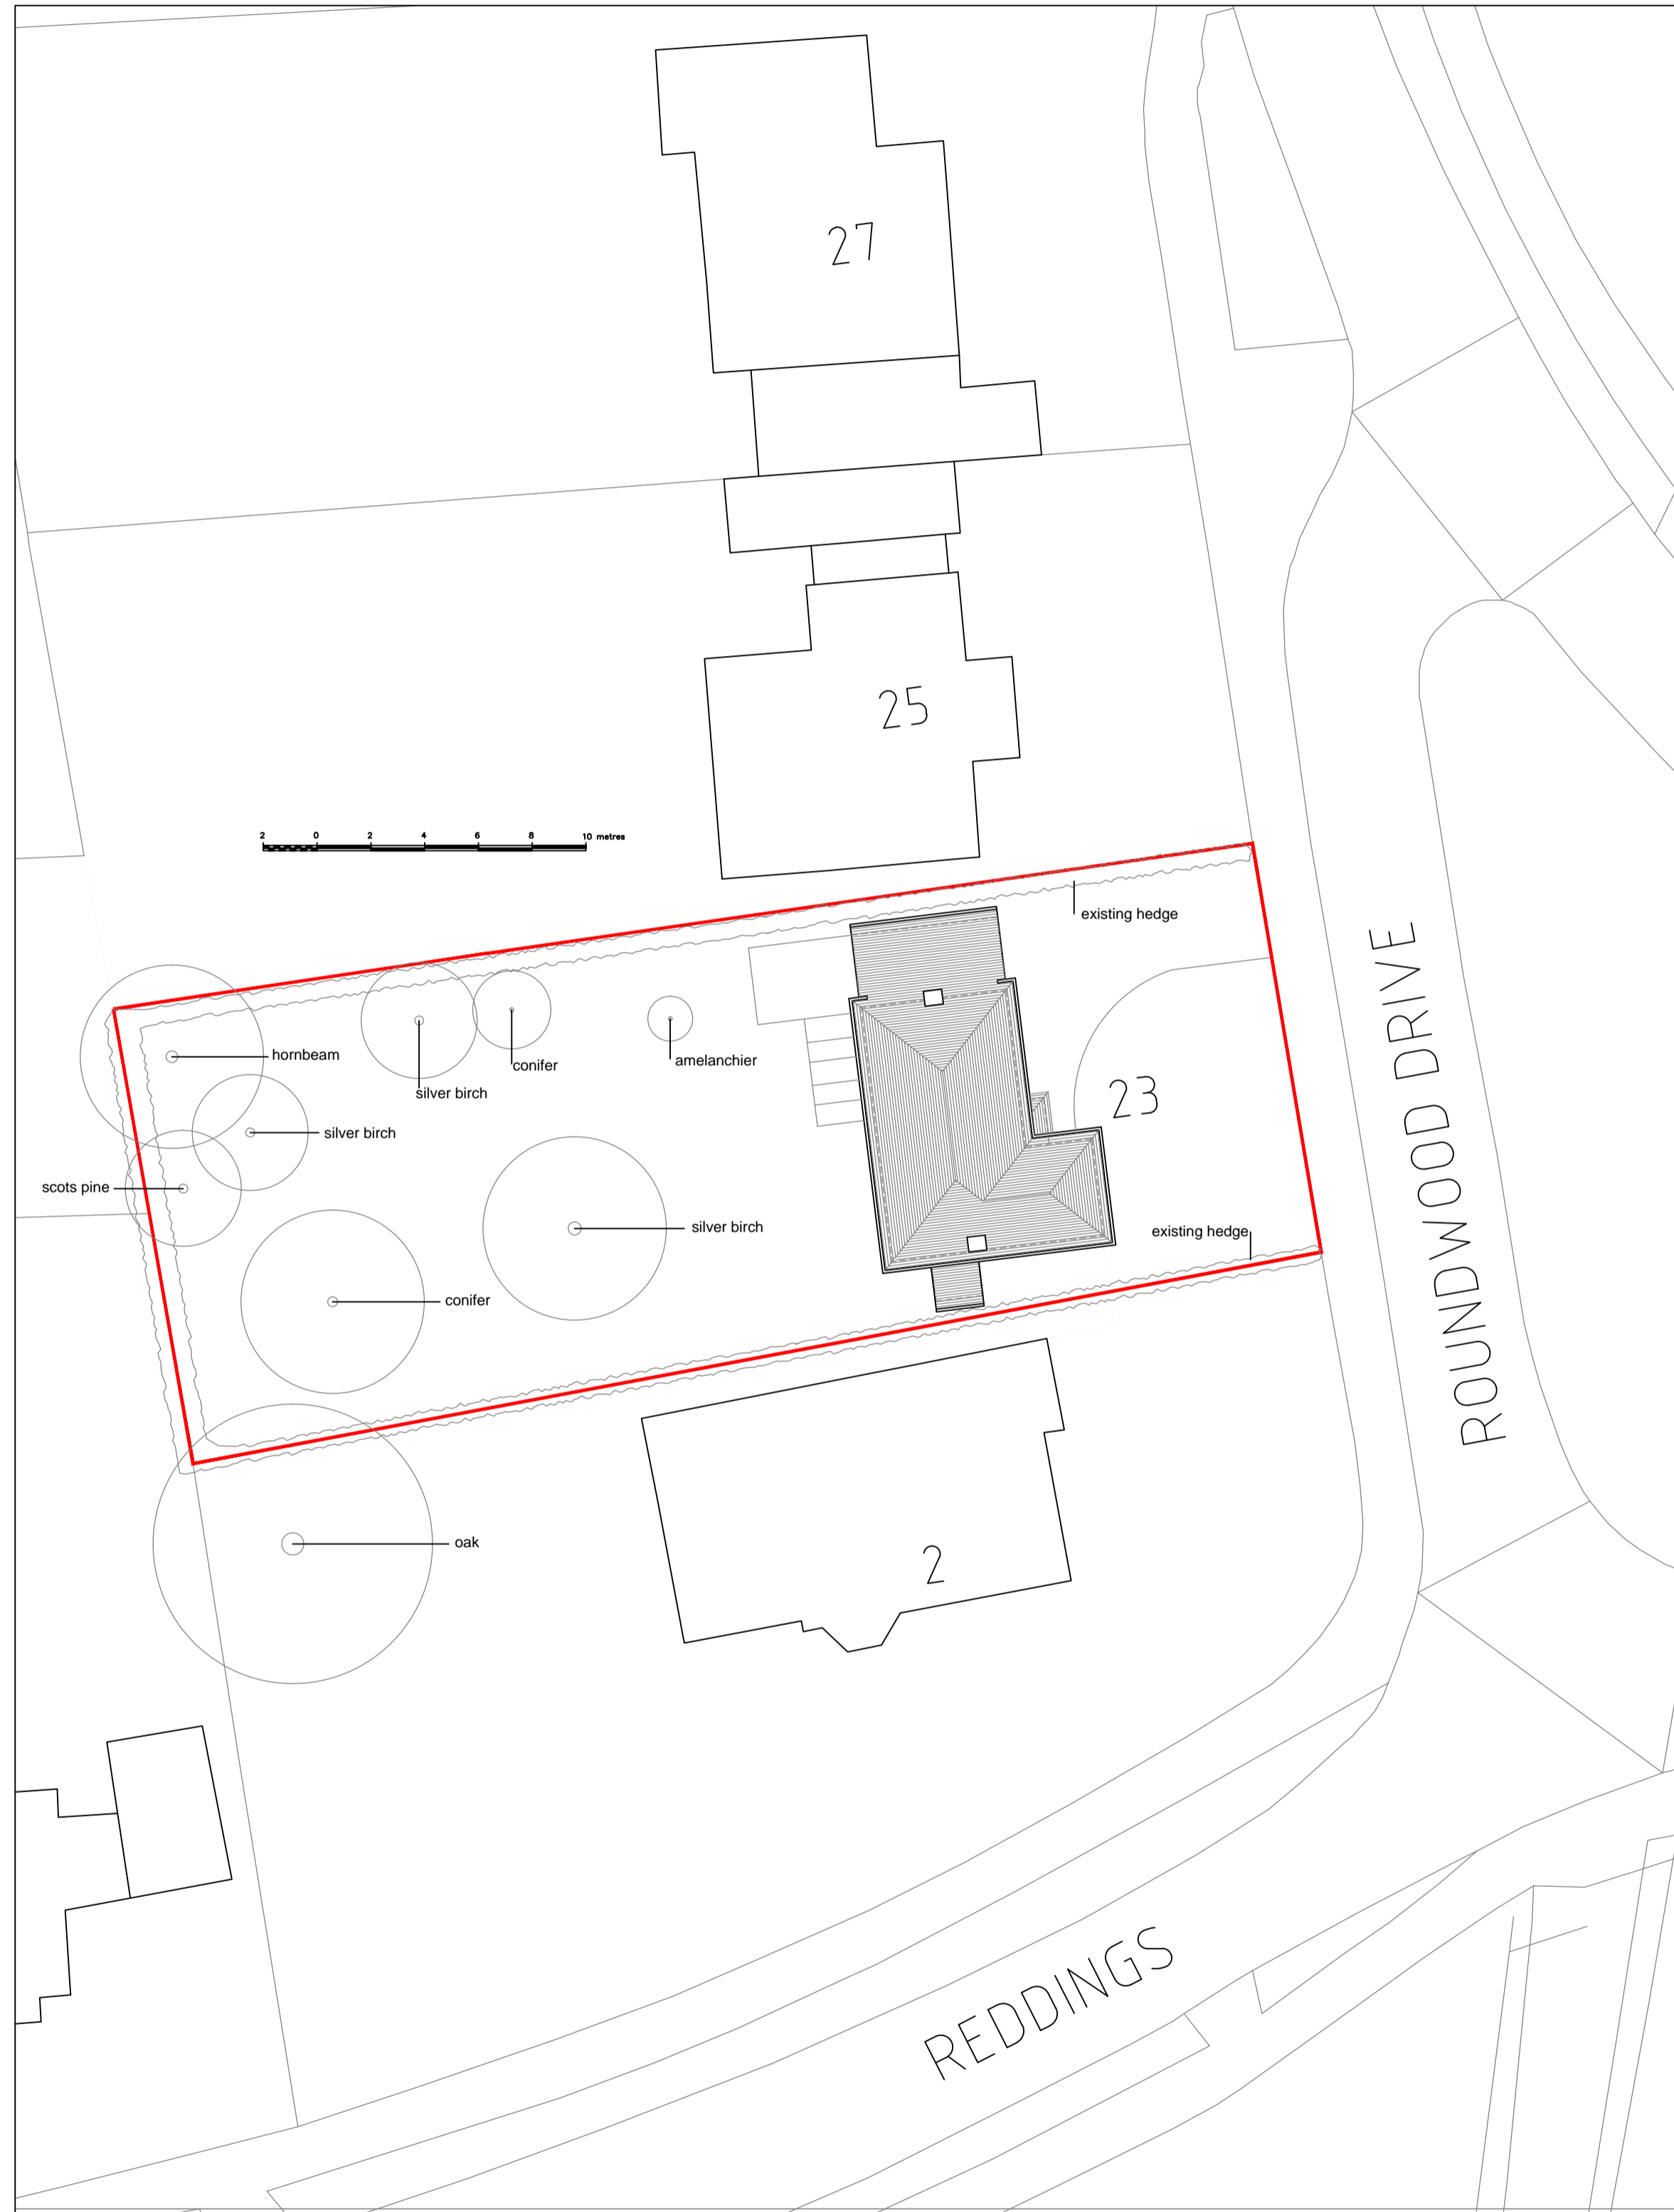 27
25
2 0 2 4 6 8 10 metres
existing hedge
hornbeam
silver birch
conifer
amelanchier
silver birch
23
scots pine
silver birch
existing hedge
conifer
ROUNDWOOD DRIVE
oak
2
REDDINGS